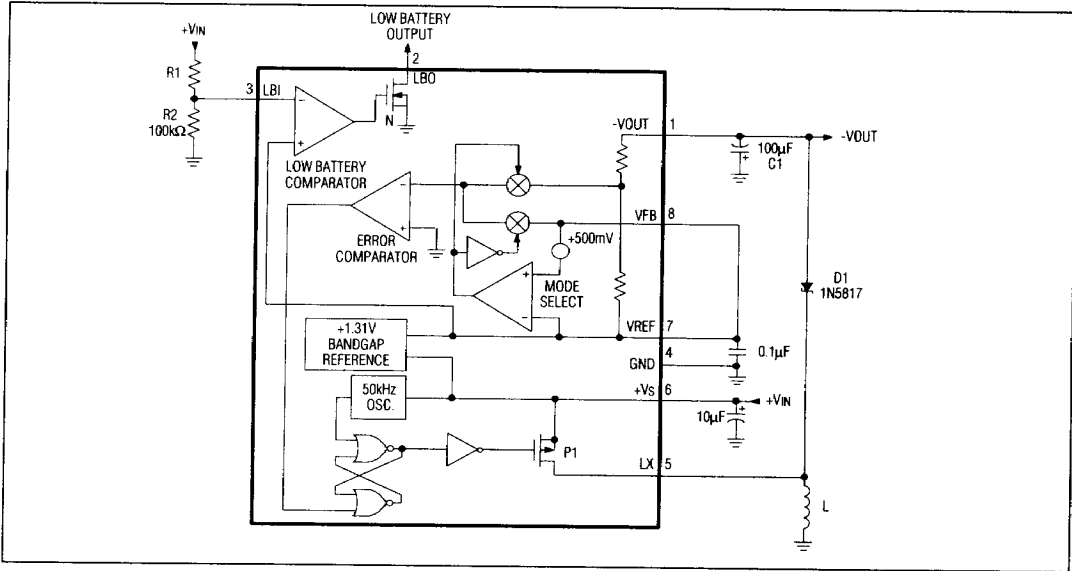 LOW BATTERY
OUTPUT
+VIN
2
LBO
R1
3 LBI
−
R2
100kΩ
+
N
LOW BATTERY
COMPARATOR
-VOUT 1
-VOUT
100µF
+
C1
−
+
ERROR
COMPARATOR
VFB 8
+500mV
+
MODE
SELECT
−
D1
1N5817
+1.31V
BANDGAP
REFERENCE
VREF 7
0.1µF
4
GND
50kHz
OSC.
+VS 6
+VIN
10µF
+
P1
LX 5
L